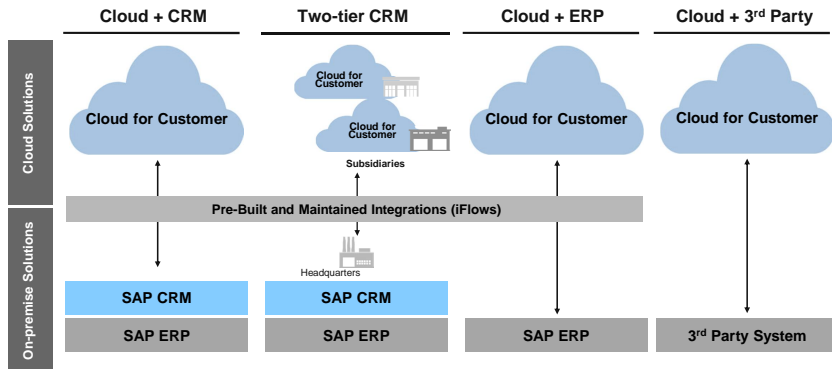 Cloud + CRM
Two-tier CRM
Cloud + ERP
Cloud + 3rd Party
Cloud Solutions
On-premise Solutions
Cloud for Customer
Cloud for
Customer
Cloud for
Customer
Subsidiaries
Cloud for Customer
Cloud for Customer
Pre-Built and Maintained Integrations (iFlows)
Headquarters
SAP CRM
SAP CRM
SAP ERP
SAP ERP
SAP ERP
3rd Party System